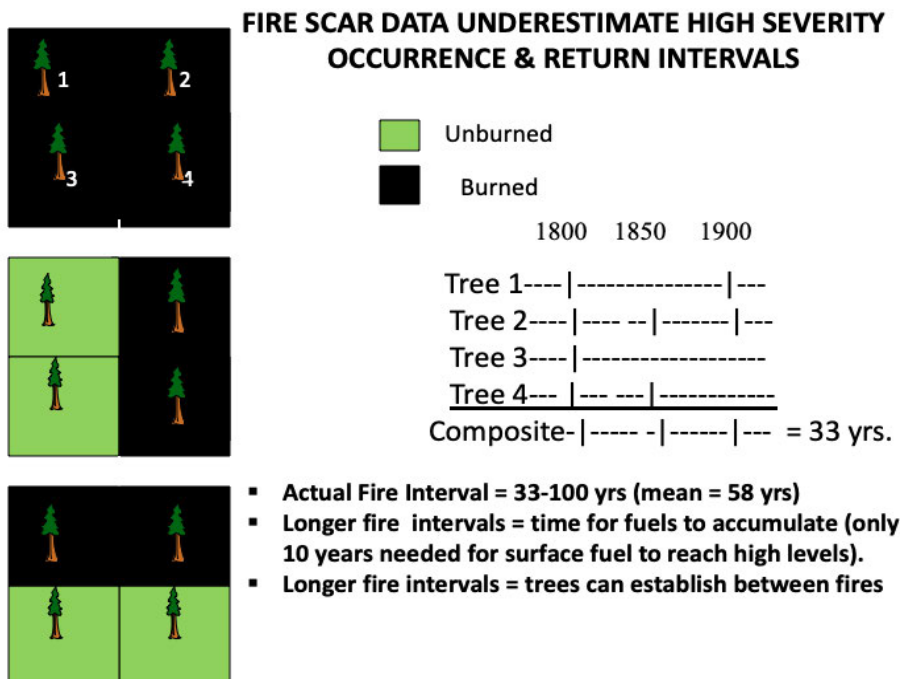 FIRE SCAR DATA UNDERESTIMATE HIGH SEVERITY
OCCURRENCE & RETURN INTERVALS
1
2
3
4
Unburned
Burned
1800 1850 1900
Tree 1----|---------------|---
Tree 2----|---- --|-------|---
Tree 3----|-------------------
Tree 4--- |--- ---|------------
Composite-|----- -|------|--- = 33 yrs.
▪ Actual Fire Interval = 33-100 yrs (mean = 58 yrs)
▪ Longer fire intervals = time for fuels to accumulate (only
10 years needed for surface fuel to reach high levels).
▪ Longer fire intervals = trees can establish between fires